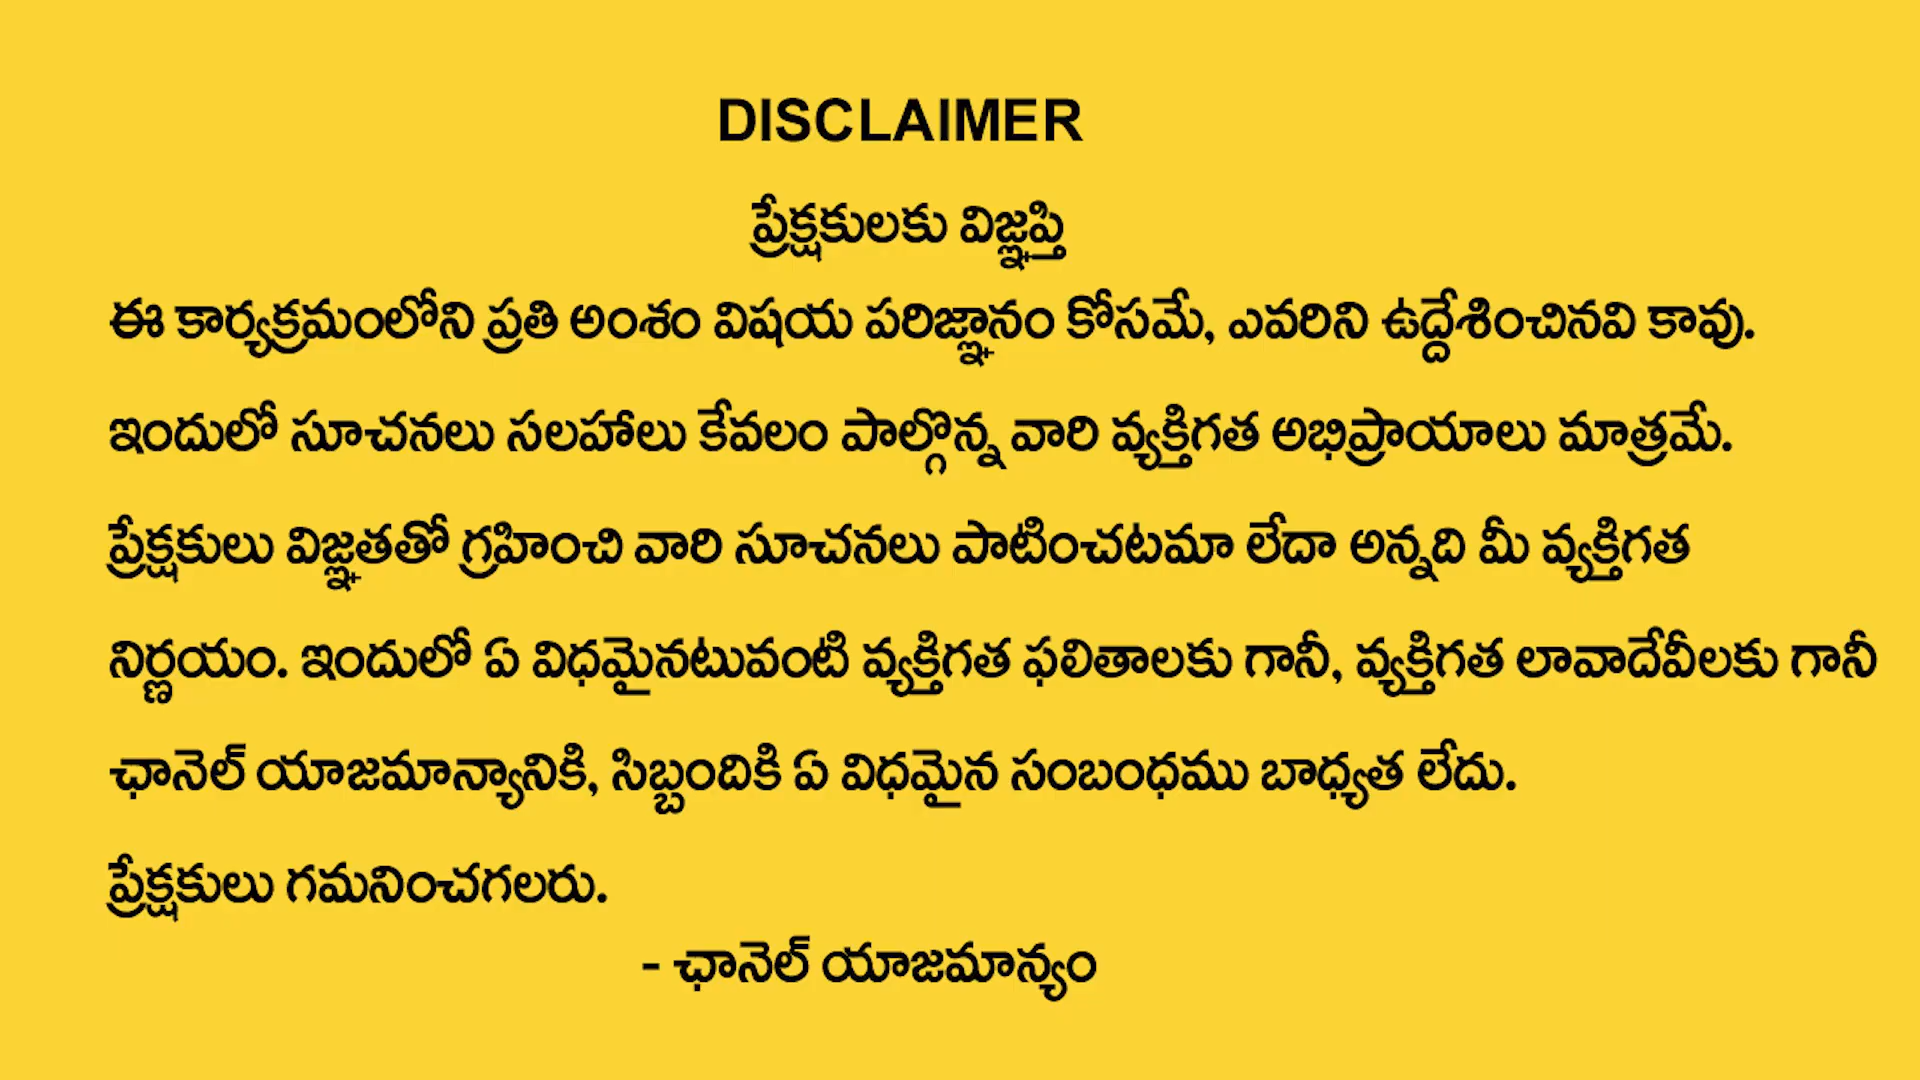 DISCLAIMER
ప్రేక్షకులకు విజ్ఞప్తి
ఈ కార్యక్రమంలోని ప్రతి అంశం విషయ పరిజ్ఞానం కోసమే, ఎవరిని ఉద్దేశించినవి కావు.
ఇందులో సూచనలు సలహాలు కేవలం పాల్గొన్న వారి వ్యక్తిగత అభిప్రాయాలు మాత్రమే.
ప్రేక్షకులు విజ్ఞతతో గ్రహించి వారి సూచనలు పాటించటమా లేదా అన్నది మీ వ్యక్తిగత
నిర్ణయం. ఇందులో ఏ విధమైనటువంటి వ్యక్తిగత ఫలితాలకు గానీ, వ్యక్తిగత లావాదేవీలకు గానీ
ఛానెల్ యాజమాన్యానికి, సిబ్బందికి ఏ విధమైన సంబంధము బాధ్యత లేదు.
ప్రేక్షకులు గమనించగలరు.
- ఛానెల్ యాజమాన్యం